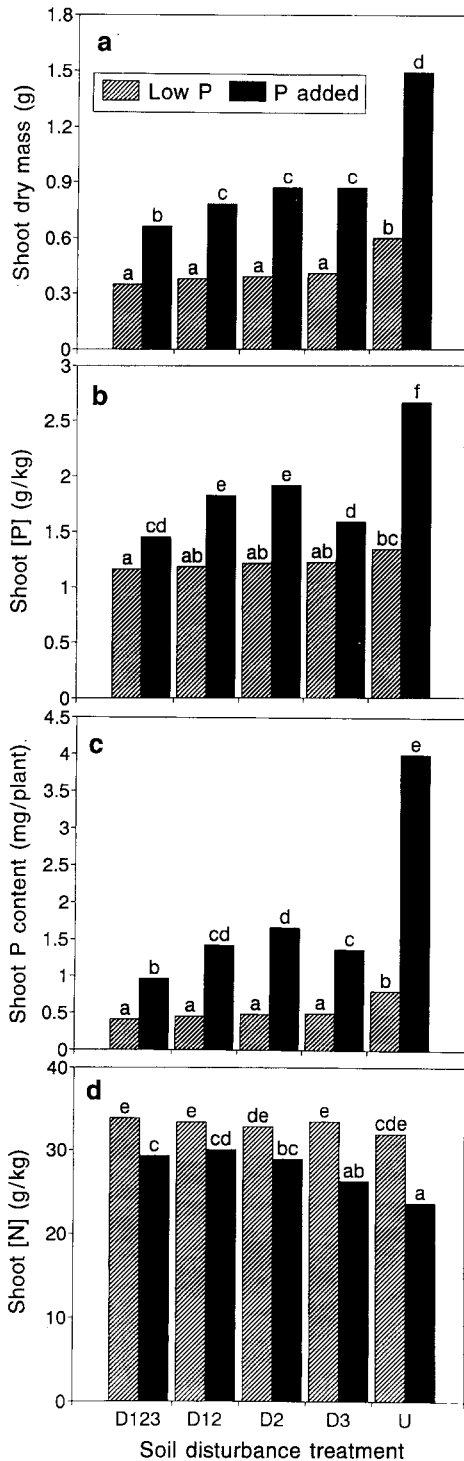 a
Shoot dry mass (g)
1.8
1.5
1.2
0.9
0.6
0.3
0
Low P P added
a b a c a c a c b d
b
Shoot [P] (g/kg)
3
2.5
2
1.5
1
0.5
0
a cd ab e ab e ab d bc f
c
Shoot P content (mg/plant).
4.5
4
3.5
3
2.5
2
1.5
1
0.5
0
a b a cd a d a c b e
d
Shoot [N] (g/kg)
40
30
20
10
0
e c e cd de bc e ab cde a
D123 D12 D2 D3 U
Soil disturbance treatment